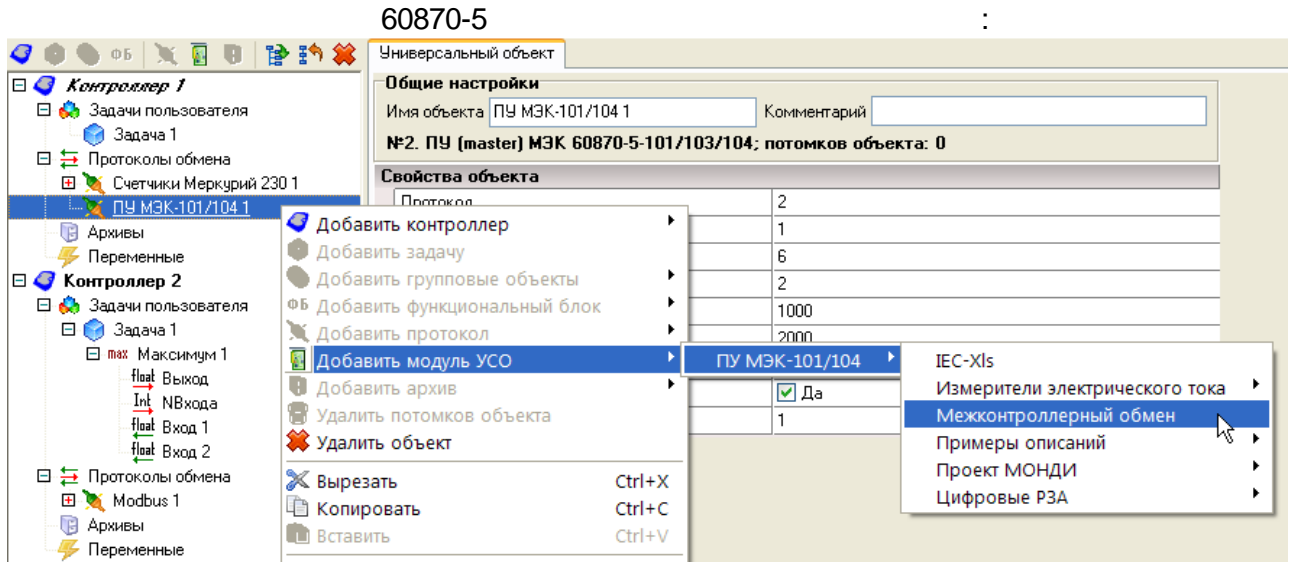 60870-5 :
ФБ
Универсальный объект
Контроллер 1
Задачи пользователя
Задача 1
Протоколы обмена
Счетчики Меркурий 230 1
ПУ МЭК-101/104 1
Архивы
Переменные
Контроллер 2
Задачи пользователя
Задача 1
max Максимум 1
float Выход
Int NВхода
float Вход 1
float Вход 2
Протоколы обмена
Modbus 1
Архивы
Переменные
Общие настройки
Имя объекта ПУ МЭК-101/104 1 Комментарий
№2. ПУ (master) МЭК 60870-5-101/103/104; потомков объекта: 0
Свойства объекта
Протокол 2
1
6
2
1000
2000
Да
1
Добавить контроллер
Добавить задачу
Добавить групповые объекты
ФБ Добавить функциональный блок
Добавить протокол
Добавить модуль УСО
Добавить архив
Удалить потомков объекта
Удалить объект
Вырезать Ctrl+X
Копировать Ctrl+C
Вставить Ctrl+V
ПУ МЭК-101/104
IEC-Xls
Измерители электрического тока
Межконтроллерный обмен
Примеры описаний
Проект МОНДИ
Цифровые РЗА